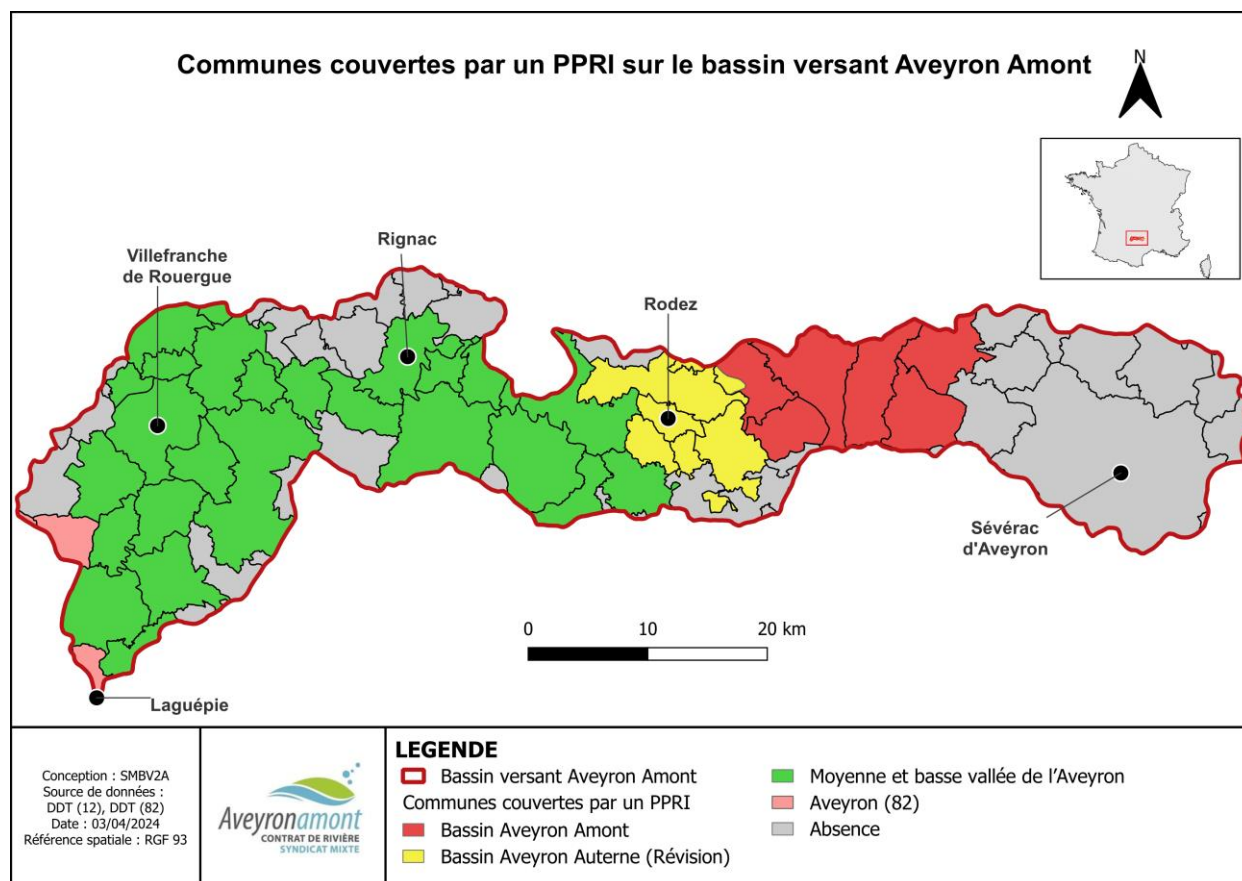 Communes couvertes par un PPRI sur le bassin versant Aveyron Amont
N
Villefranche
de Rouergue
Rignac
Rodez
Sévérac
d'Aveyron
Laguépie
0 10 20 km
Conception : SMBV2A
Source de données :
DDT (12), DDT (82)
Date : 03/04/2024
Référence spatiale : RGF 93
Aveyronamont
CONTRAT DE RIVIÈRE
SYNDICAT MIXTE
LEGENDE
Bassin versant Aveyron Amont
Communes couvertes par un PPRI
Bassin Aveyron Amont
Bassin Aveyron Auterne (Révision)
Moyenne et basse vallée de l'Aveyron
Aveyron (82)
Absence